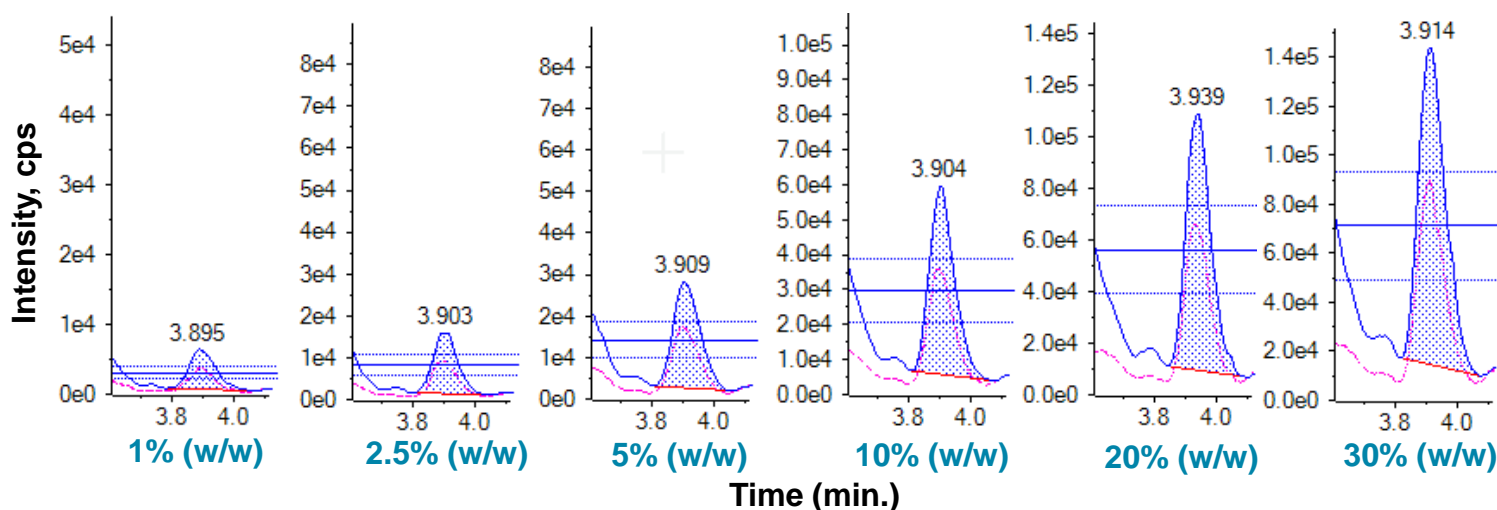 Intensity, cps
5e4
4e4
3e4
2e4
1e4
0e0
3.895
3.8
4.0
1% (w/w)
8e4
7e4
6e4
5e4
4e4
3e4
2e4
1e4
0e0
3.903
3.8
4.0
2.5% (w/w)
8e4
7e4
6e4
5e4
4e4
3e4
2e4
1e4
0e0
3.909
3.8
4.0
5% (w/w)
1.0e5
9.0e4
8.0e4
7.0e4
6.0e4
5.0e4
4.0e4
3.0e4
2.0e4
1.0e4
0.0e0
3.904
3.8
4.0
10% (w/w)
1.4e5
1.2e5
1.0e5
8.0e4
6.0e4
4.0e4
2.0e4
0.0e0
3.939
3.8
4.0
20% (w/w)
1.4e5
1.2e5
1.0e5
8.0e4
6.0e4
4.0e4
2.0e4
0.0e0
3.914
3.8
4.0
30% (w/w)
Time (min.)